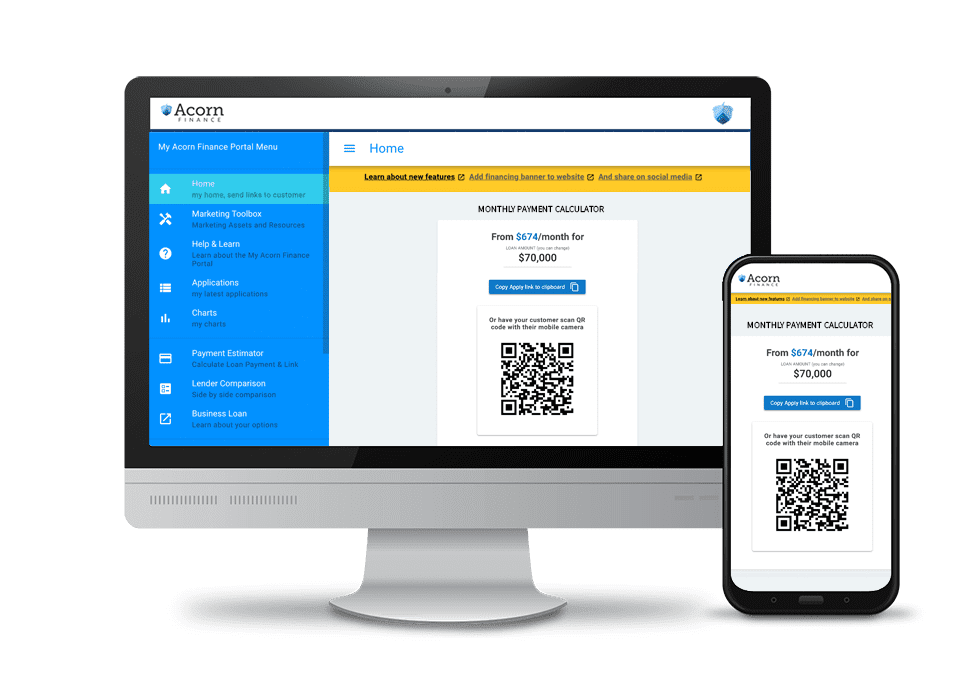 Acorn
FINANCE
My Acorn Finance Portal Menu
Home
my home, send links to customer
Marketing Toolbox
Marketing Assets and Resources
Help & Learn
Learn about the My Acorn Finance
Portal
Applications
my latest applications
Charts
my charts
Payment Estimator
Calculate Loan Payment & Link
Lender Comparison
Side by side comparison
Business Loan
Learn about your options
Home
Learn about new features Add financing banner to website And share on social media
MONTHLY PAYMENT CALCULATOR
From $674/month for
LOAN AMOUNT (you can change)
$70,000
Copy Apply link to clipboard
Or have your customer scan QR
code with their mobile camera
Acorn
FINANCE
Learn about new features Add financing banner to website And share on s
MONTHLY PAYMENT CALCULATOR
From $674/month for
LOAN AMOUNT (you can change)
$70,000
Copy Apply link to clipboard
Or have your customer scan QR
code with their mobile camera